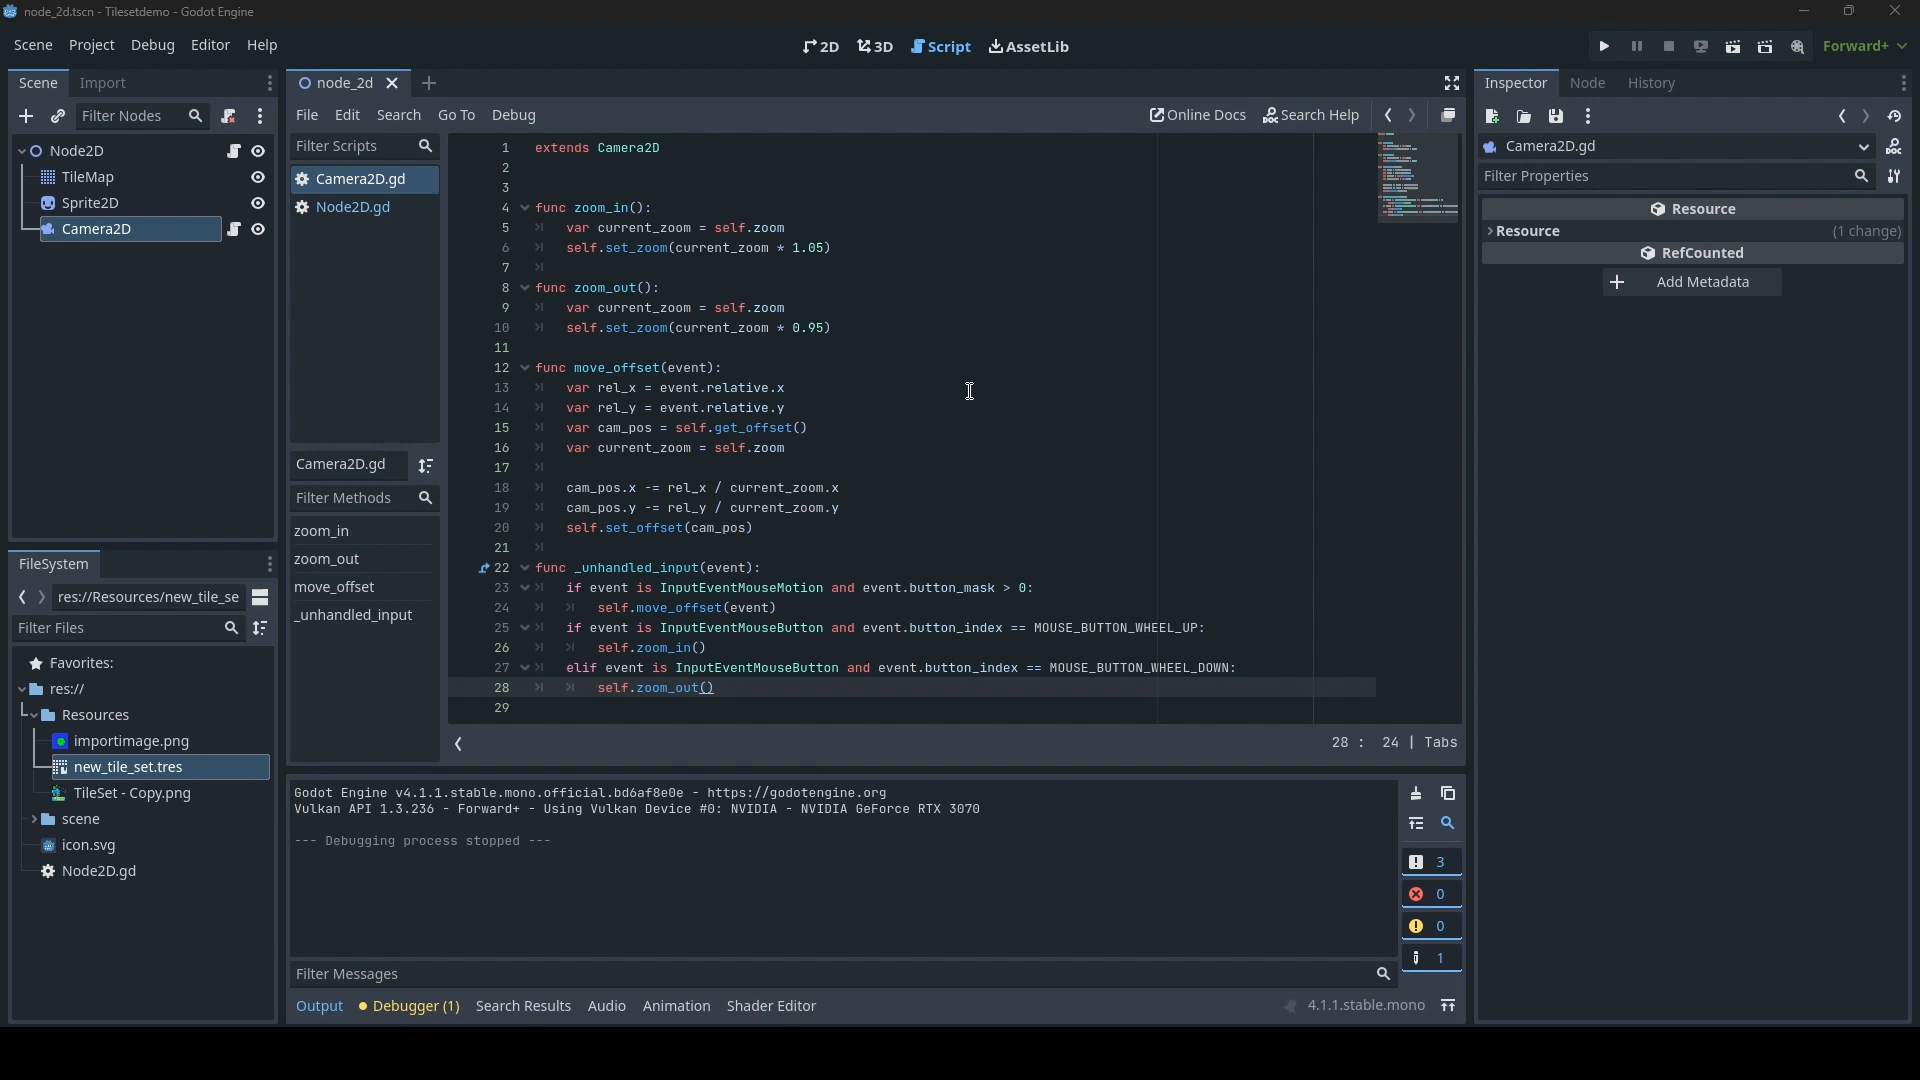 node_2d.tscn - Tilesetdemo - Godot Engine
Scene Project Debug Editor Help
2D 3D Script AssetLib
Forward+
Scene Import
Filter Nodes
Node2D
TileMap
Sprite2D
Camera2D
FileSystem
res://Resources/new_tile_se
Filter Files
Favorites:
res://
Resources
importimage.png
new_tile_set.tres
TileSet - Copy.png
scene
icon.svg
Node2D.gd
node_2d
File Edit Search Go To Debug
Online Docs Search Help
Filter Scripts
Camera2D.gd
Node2D.gd
Camera2D.gd
Filter Methods
zoom_in
zoom_out
move_offset
_unhandled_input
1 extends Camera2D
2
3
4 func zoom_in():
5 var current_zoom = self.zoom
6 self.set_zoom(current_zoom * 1.05)
7
8 func zoom_out():
9 var current_zoom = self.zoom
10 self.set_zoom(current_zoom * 0.95)
11
12 func move_offset(event):
13 var rel_x = event.relative.x
14 var rel_y = event.relative.y
15 var cam_pos = self.get_offset()
16 var current_zoom = self.zoom
17
18 cam_pos.x -= rel_x / current_zoom.x
19 cam_pos.y -= rel_y / current_zoom.y
20 self.set_offset(cam_pos)
21
22 func _unhandled_input(event):
23 if event is InputEventMouseMotion and event.button_mask > 0:
24 self.move_offset(event)
25 if event is InputEventMouseButton and event.button_index == MOUSE_BUTTON_WHEEL_UP:
26 self.zoom_in()
27 elif event is InputEventMouseButton and event.button_index == MOUSE_BUTTON_WHEEL_DOWN:
28 self.zoom_out()
29
28 : 24 | Tabs
Godot Engine v4.1.1.stable.mono.official.bd6af8e0e - https://godotengine.org
Vulkan API 1.3.236 - Forward+ - Using Vulkan Device #0: NVIDIA - NVIDIA GeForce RTX 3070
--- Debugging process stopped ---
3
0
0
1
Filter Messages
Output Debugger (1) Search Results Audio Animation Shader Editor
4.1.1.stable.mono
Inspector Node History
Camera2D.gd
Filter Properties
Resource
Resource (1 change)
RefCounted
Add Metadata